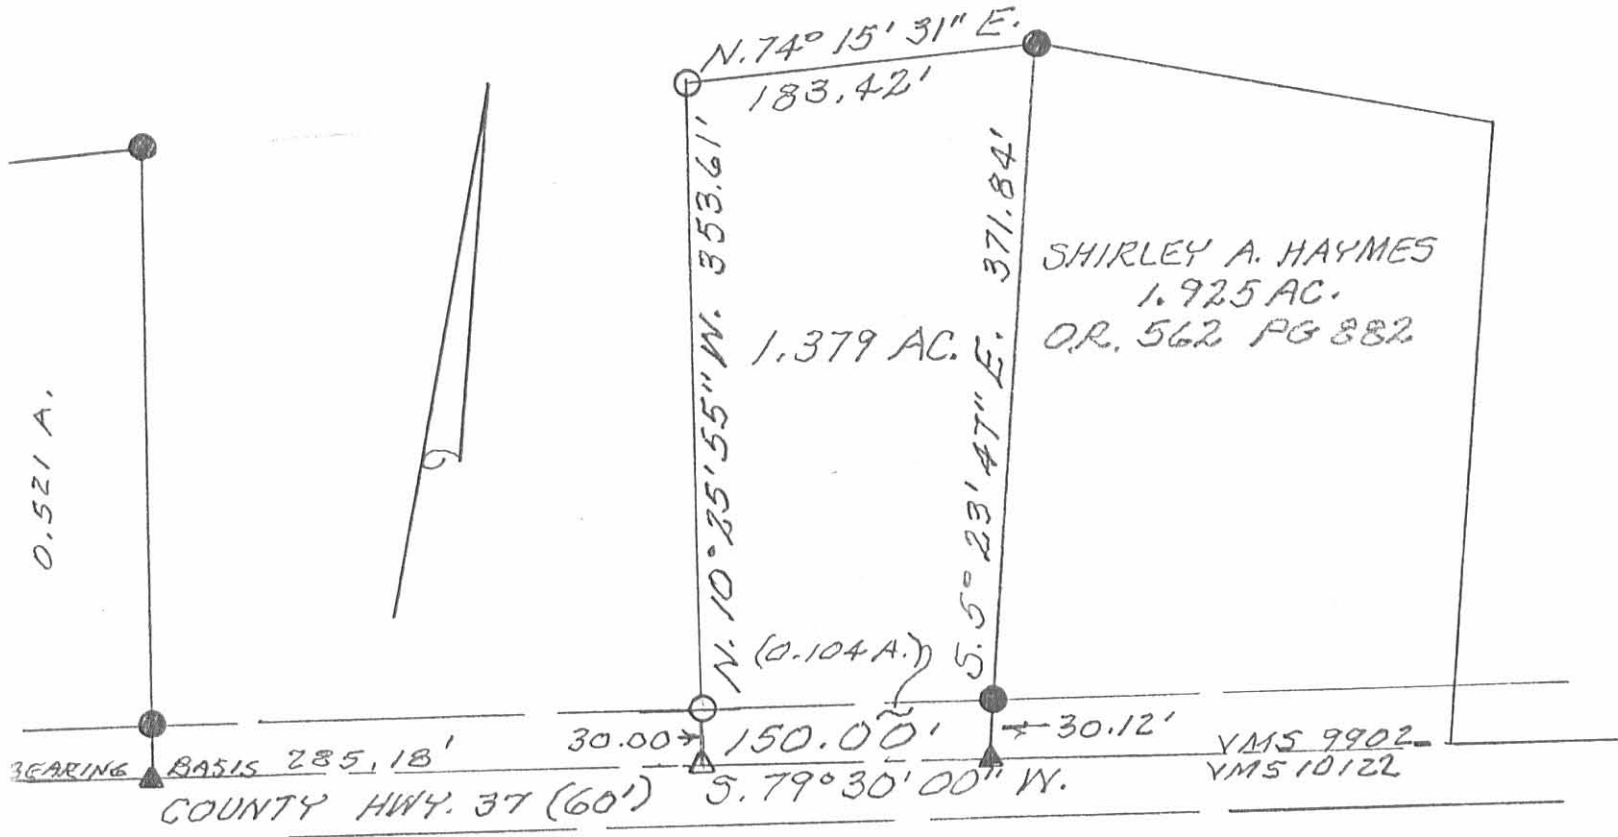 N. 74° 15' 31" E.
183.42'
N. 10° 25' 55" W. 353.61'
S. 5° 23' 47" E. 371.84'
SHIRLEY A. HAYMES
1.925 AC.
O.R. 562 PG 882
1.379 AC.
0.521 A.
(0.104 A.)
30.00
150.00'
30.12'
BEARING BASIS 285.18'
S. 79° 30' 00" W.
VMS 9902
VMS 10122
COUNTY HWY. 37 (60')